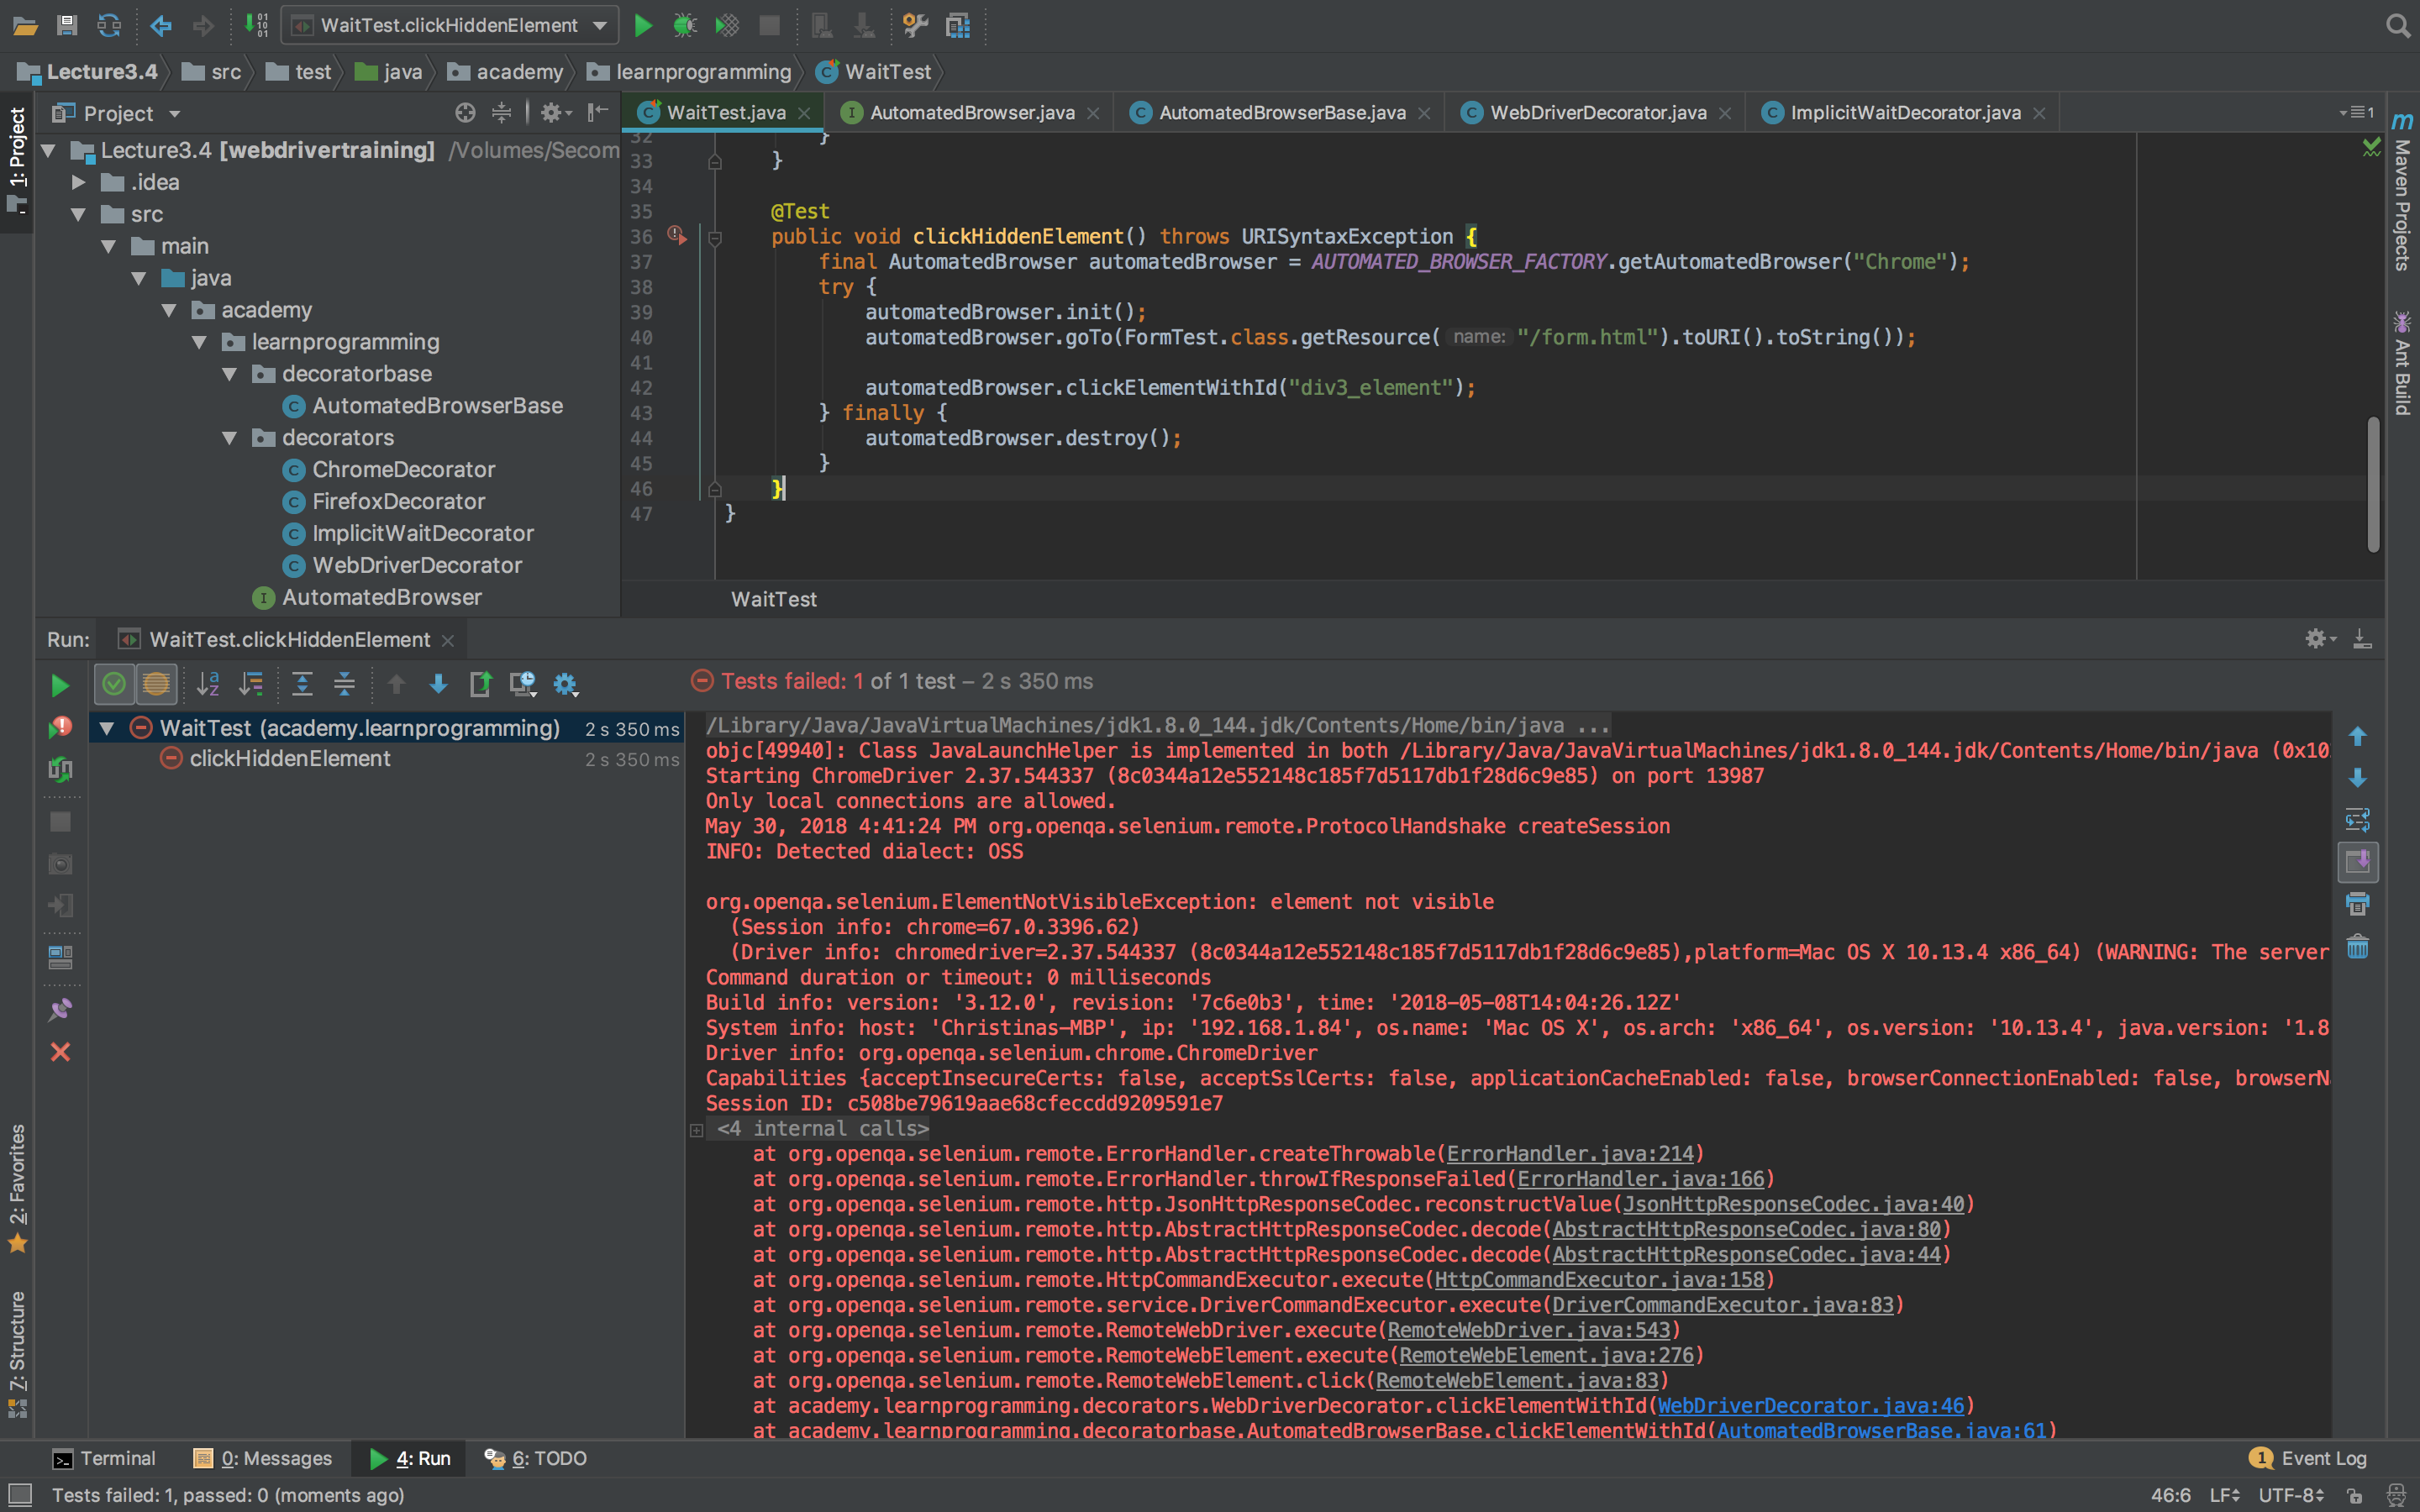 WaitTest.clickHiddenElement
Lecture3.4 src test java academy learnprogramming WaitTest
Project
WaitTest.java AutomatedBrowser.java AutomatedBrowserBase.java WebDriverDecorator.java ImplicitWaitDecorator.java 1
1: Project
Maven Projects
Ant Build
Lecture3.4 [webdrivertraining] /Volumes/Secom
.idea
src
main
java
academy
learnprogramming
decoratorbase
AutomatedBrowserBase
decorators
ChromeDecorator
FirefoxDecorator
ImplicitWaitDecorator
WebDriverDecorator
AutomatedBrowser
32 }
33 }
34
35 @Test
36 public void clickHiddenElement() throws URISyntaxException {
37 final AutomatedBrowser automatedBrowser = AUTOMATED_BROWSER_FACTORY.getAutomatedBrowser("Chrome");
38 try {
39 automatedBrowser.init();
40 automatedBrowser.goTo(FormTest.class.getResource( name: "/form.html").toURI().toString());
41
42 automatedBrowser.clickElementWithId("div3_element");
43 } finally {
44 automatedBrowser.destroy();
45 }
46 }
47 }
WaitTest
Run: WaitTest.clickHiddenElement
Tests failed: 1 of 1 test – 2 s 350 ms
WaitTest (academy.learnprogramming) 2 s 350 ms
clickHiddenElement 2 s 350 ms
/Library/Java/JavaVirtualMachines/jdk1.8.0_144.jdk/Contents/Home/bin/java ...
objc[49940]: Class JavaLaunchHelper is implemented in both /Library/Java/JavaVirtualMachines/jdk1.8.0_144.jdk/Contents/Home/bin/java (0x10
Starting ChromeDriver 2.37.544337 (8c0344a12e552148c185f7d5117db1f28d6c9e85) on port 13987
Only local connections are allowed.
May 30, 2018 4:41:24 PM org.openqa.selenium.remote.ProtocolHandshake createSession
INFO: Detected dialect: OSS
org.openqa.selenium.ElementNotVisibleException: element not visible
(Session info: chrome=67.0.3396.62)
(Driver info: chromedriver=2.37.544337 (8c0344a12e552148c185f7d5117db1f28d6c9e85),platform=Mac OS X 10.13.4 x86_64) (WARNING: The server
Command duration or timeout: 0 milliseconds
Build info: version: '3.12.0', revision: '7c6e0b3', time: '2018-05-08T14:04:26.12Z'
System info: host: 'Christinas-MBP', ip: '192.168.1.84', os.name: 'Mac OS X', os.arch: 'x86_64', os.version: '10.13.4', java.version: '1.8
Driver info: org.openqa.selenium.chrome.ChromeDriver
Capabilities {acceptInsecureCerts: false, acceptSslCerts: false, applicationCacheEnabled: false, browserConnectionEnabled: false, browserN
Session ID: c508be79619aae68cfeccdd9209591e7
<4 internal calls>
at org.openqa.selenium.remote.ErrorHandler.createThrowable(ErrorHandler.java:214)
at org.openqa.selenium.remote.ErrorHandler.throwIfResponseFailed(ErrorHandler.java:166)
at org.openqa.selenium.remote.http.JsonHttpResponseCodec.reconstructValue(JsonHttpResponseCodec.java:40)
at org.openqa.selenium.remote.http.AbstractHttpResponseCodec.decode(AbstractHttpResponseCodec.java:80)
at org.openqa.selenium.remote.http.AbstractHttpResponseCodec.decode(AbstractHttpResponseCodec.java:44)
at org.openqa.selenium.remote.HttpCommandExecutor.execute(HttpCommandExecutor.java:158)
at org.openqa.selenium.remote.service.DriverCommandExecutor.execute(DriverCommandExecutor.java:83)
at org.openqa.selenium.remote.RemoteWebDriver.execute(RemoteWebDriver.java:543)
at org.openqa.selenium.remote.RemoteWebElement.execute(RemoteWebElement.java:276)
at org.openqa.selenium.remote.RemoteWebElement.click(RemoteWebElement.java:83)
at academy.learnprogramming.decorators.WebDriverDecorator.clickElementWithId(WebDriverDecorator.java:46)
at academy.learnprogramming.decoratorbase.AutomatedBrowserBase.clickElementWithId(AutomatedBrowserBase.java:61)
2: Favorites
Z: Structure
Terminal 0: Messages 4: Run 6: TODO 1 Event Log
Tests failed: 1, passed: 0 (moments ago) 46:6 LF UTF-8